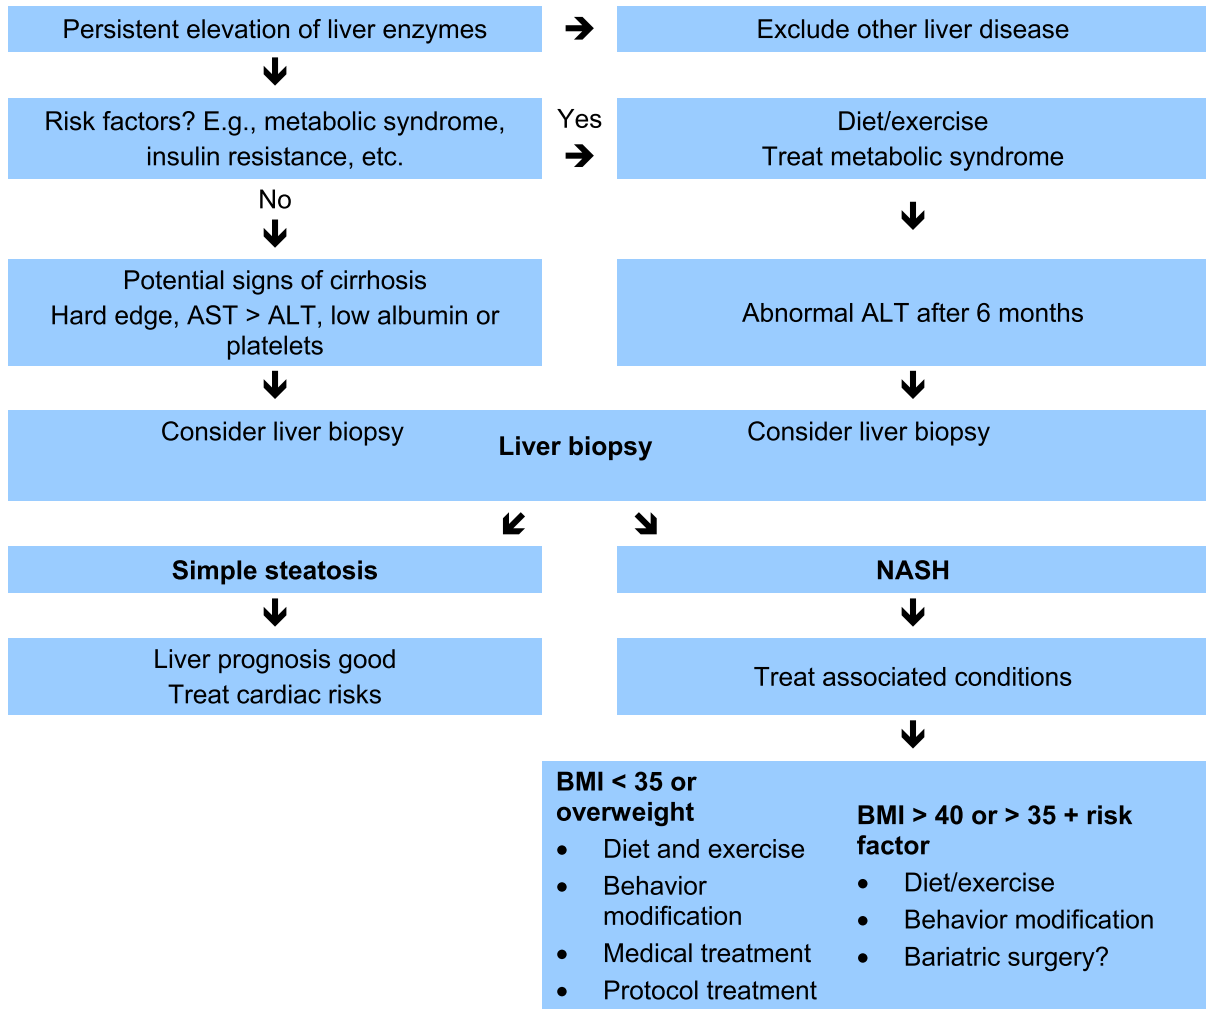 Persistent elevation of liver enzymes
Exclude other liver disease
Risk factors? E.g., metabolic syndrome,
insulin resistance, etc.
Yes
Diet/exercise
Treat metabolic syndrome
No
Potential signs of cirrhosis
Hard edge, AST > ALT, low albumin or
platelets
Abnormal ALT after 6 months
Consider liver biopsy
Liver biopsy
Consider liver biopsy
Simple steatosis
NASH
Liver prognosis good
Treat cardiac risks
Treat associated conditions
BMI < 35 or
overweight
• Diet and exercise
• Behavior
modification
• Medical treatment
• Protocol treatment
BMI > 40 or > 35 + risk
factor
• Diet/exercise
• Behavior modification
• Bariatric surgery?